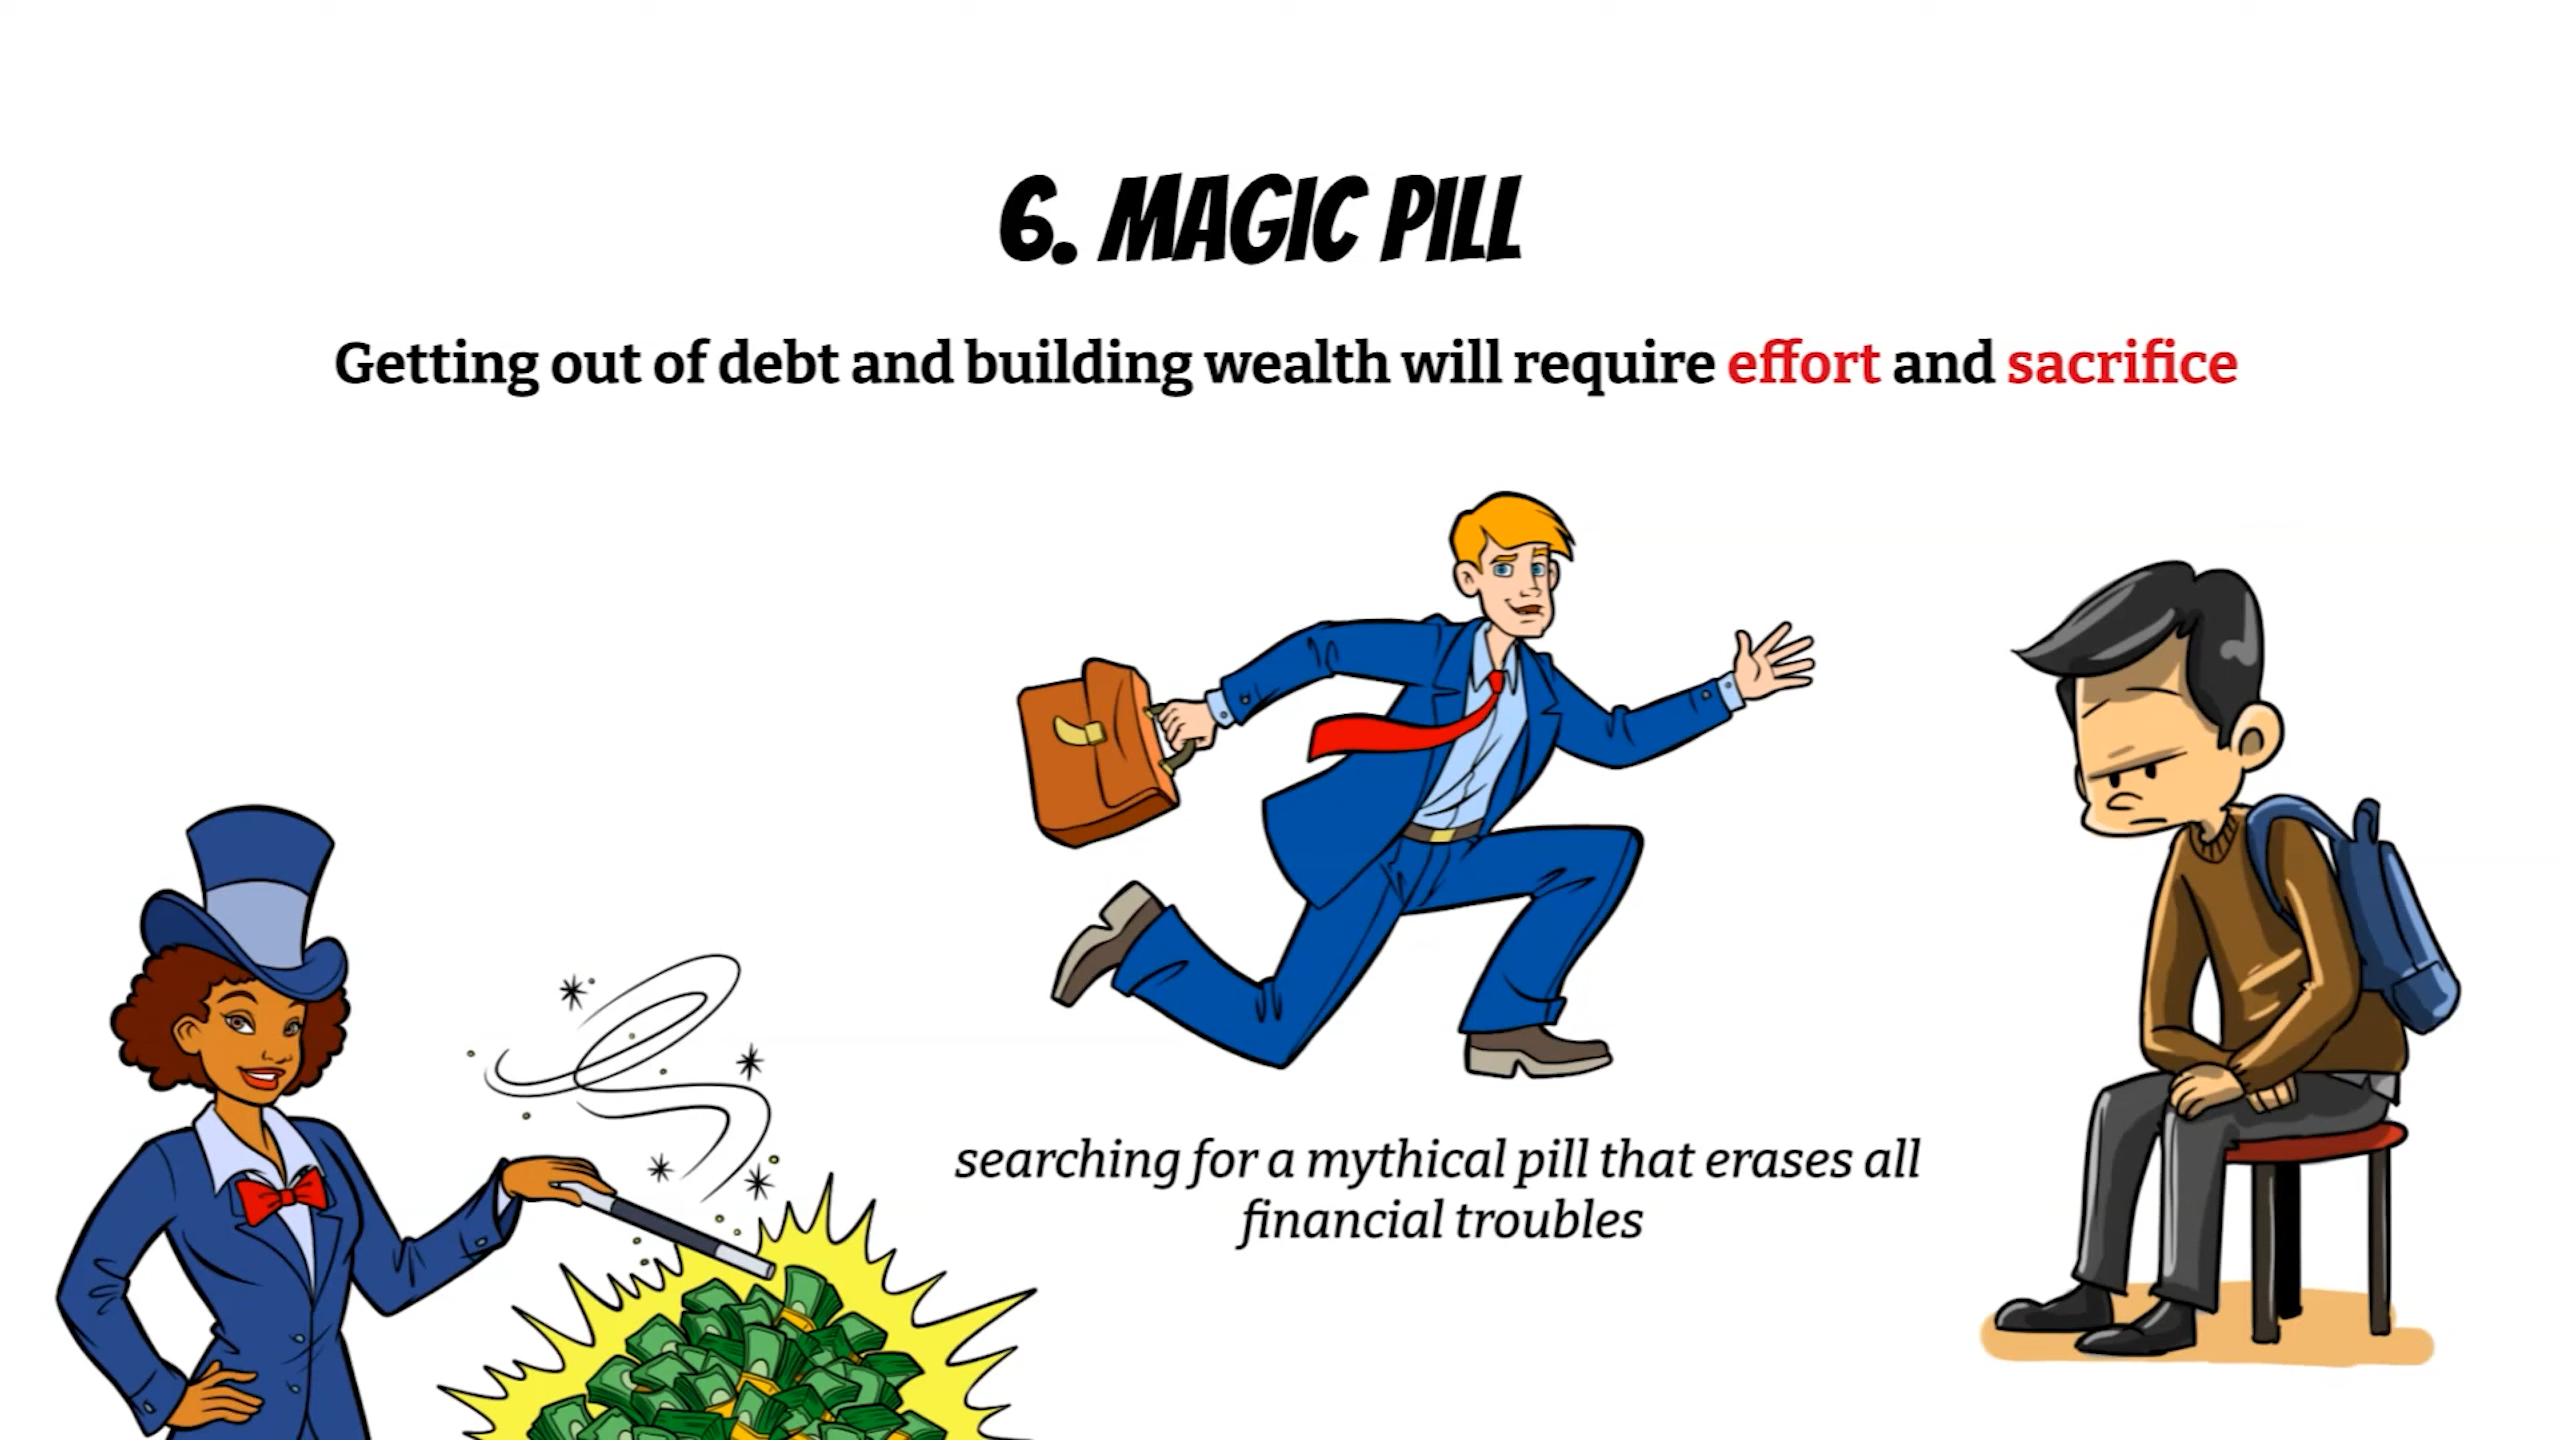 6. MAGIC PILL
Getting out of debt and building wealth will require effort and sacrifice
searching for a mythical pill that erases all
financial troubles